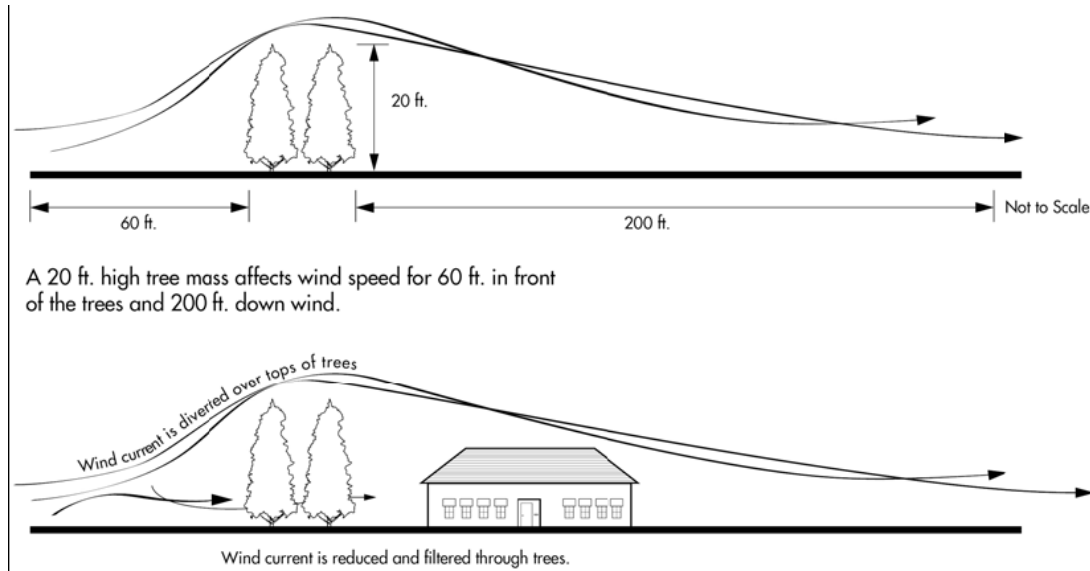 20 ft.
60 ft.
200 ft.
Not to Scale
A 20 ft. high tree mass affects wind speed for 60 ft. in front
of the trees and 200 ft. down wind.
Wind current is diverted over tops of trees
Wind current is reduced and filtered through trees.